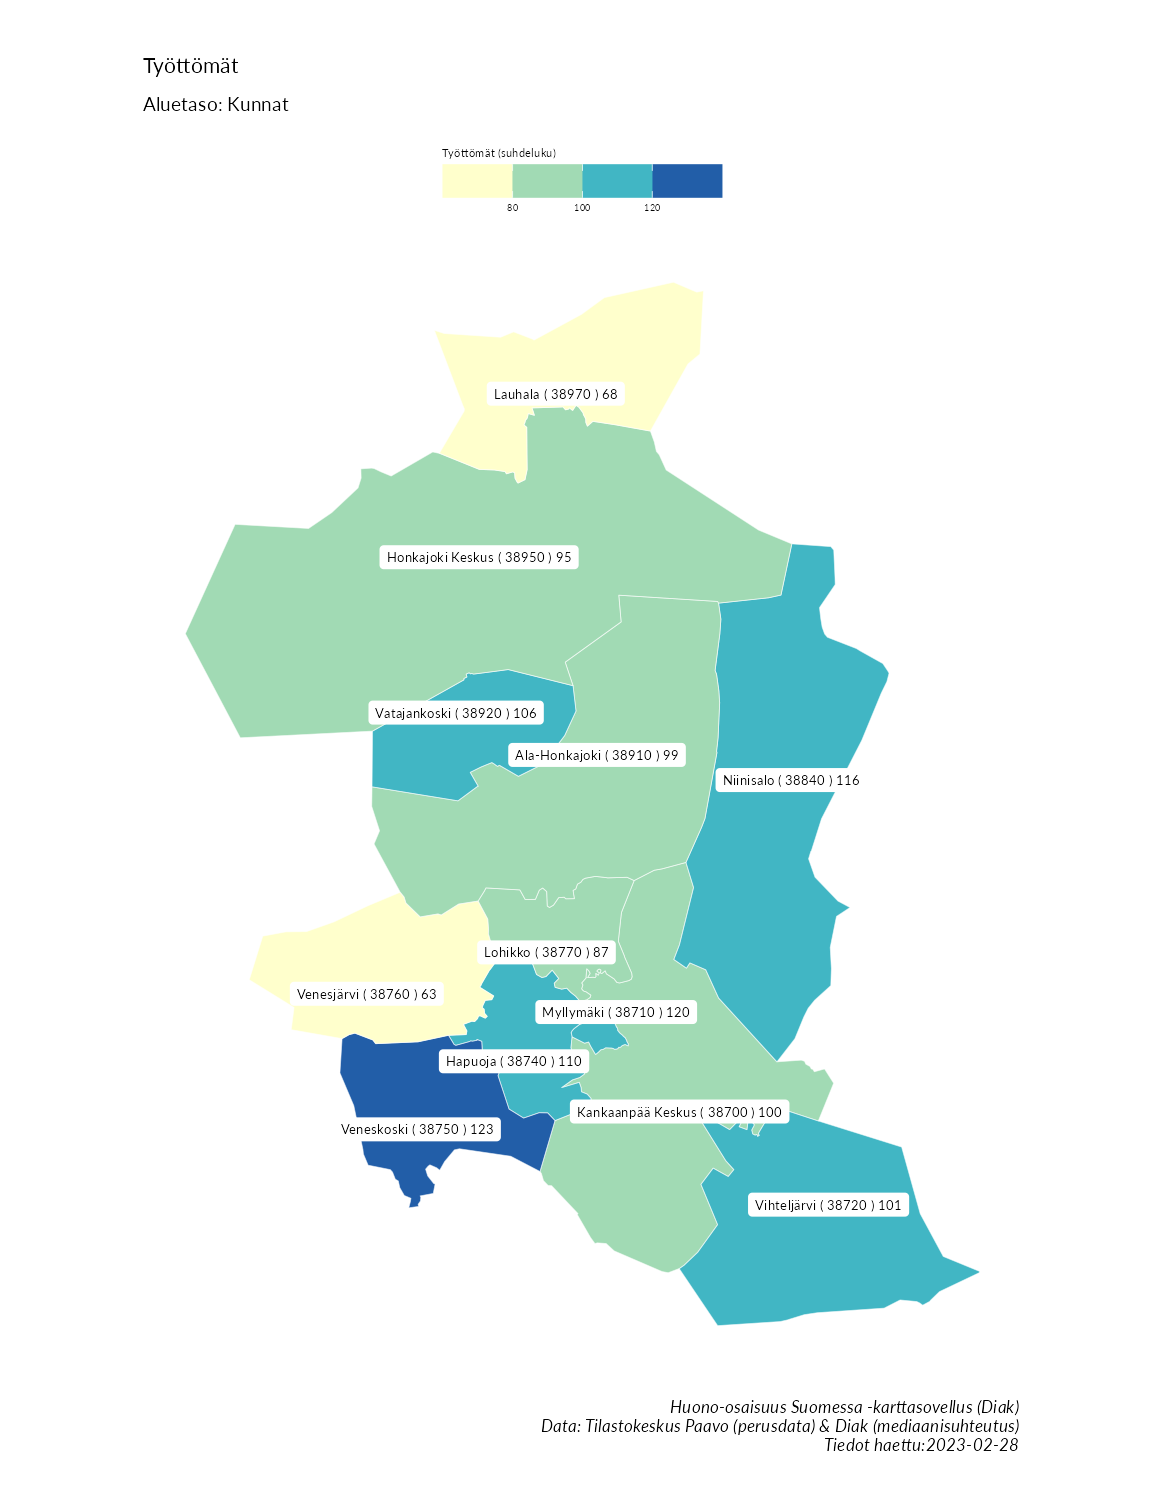 Työttömät
Aluetaso: Kunnat
Työttömät (suhdeluku)
80 100 120
Lauhala ( 38970 ) 68
Honkajoki Keskus ( 38950 ) 95
Vatajankoski ( 38920 ) 106
Ala-Honkajoki ( 38910 ) 99
Niinisalo ( 38840 ) 116
Lohikko ( 38770 ) 87
Venesjärvi ( 38760 ) 63
Myllymäki ( 38710 ) 120
Hapuoja ( 38740 ) 110
Kankaanpää Keskus ( 38700 ) 100
Veneskoski ( 38750 ) 123
Vihteljärvi ( 38720 ) 101
Huono-osaisuus Suomessa -karttasovellus (Diak)
Data: Tilastokeskus Paavo (perusdata) & Diak (mediaanisuhteutus)
Tiedot haettu:2023-02-28